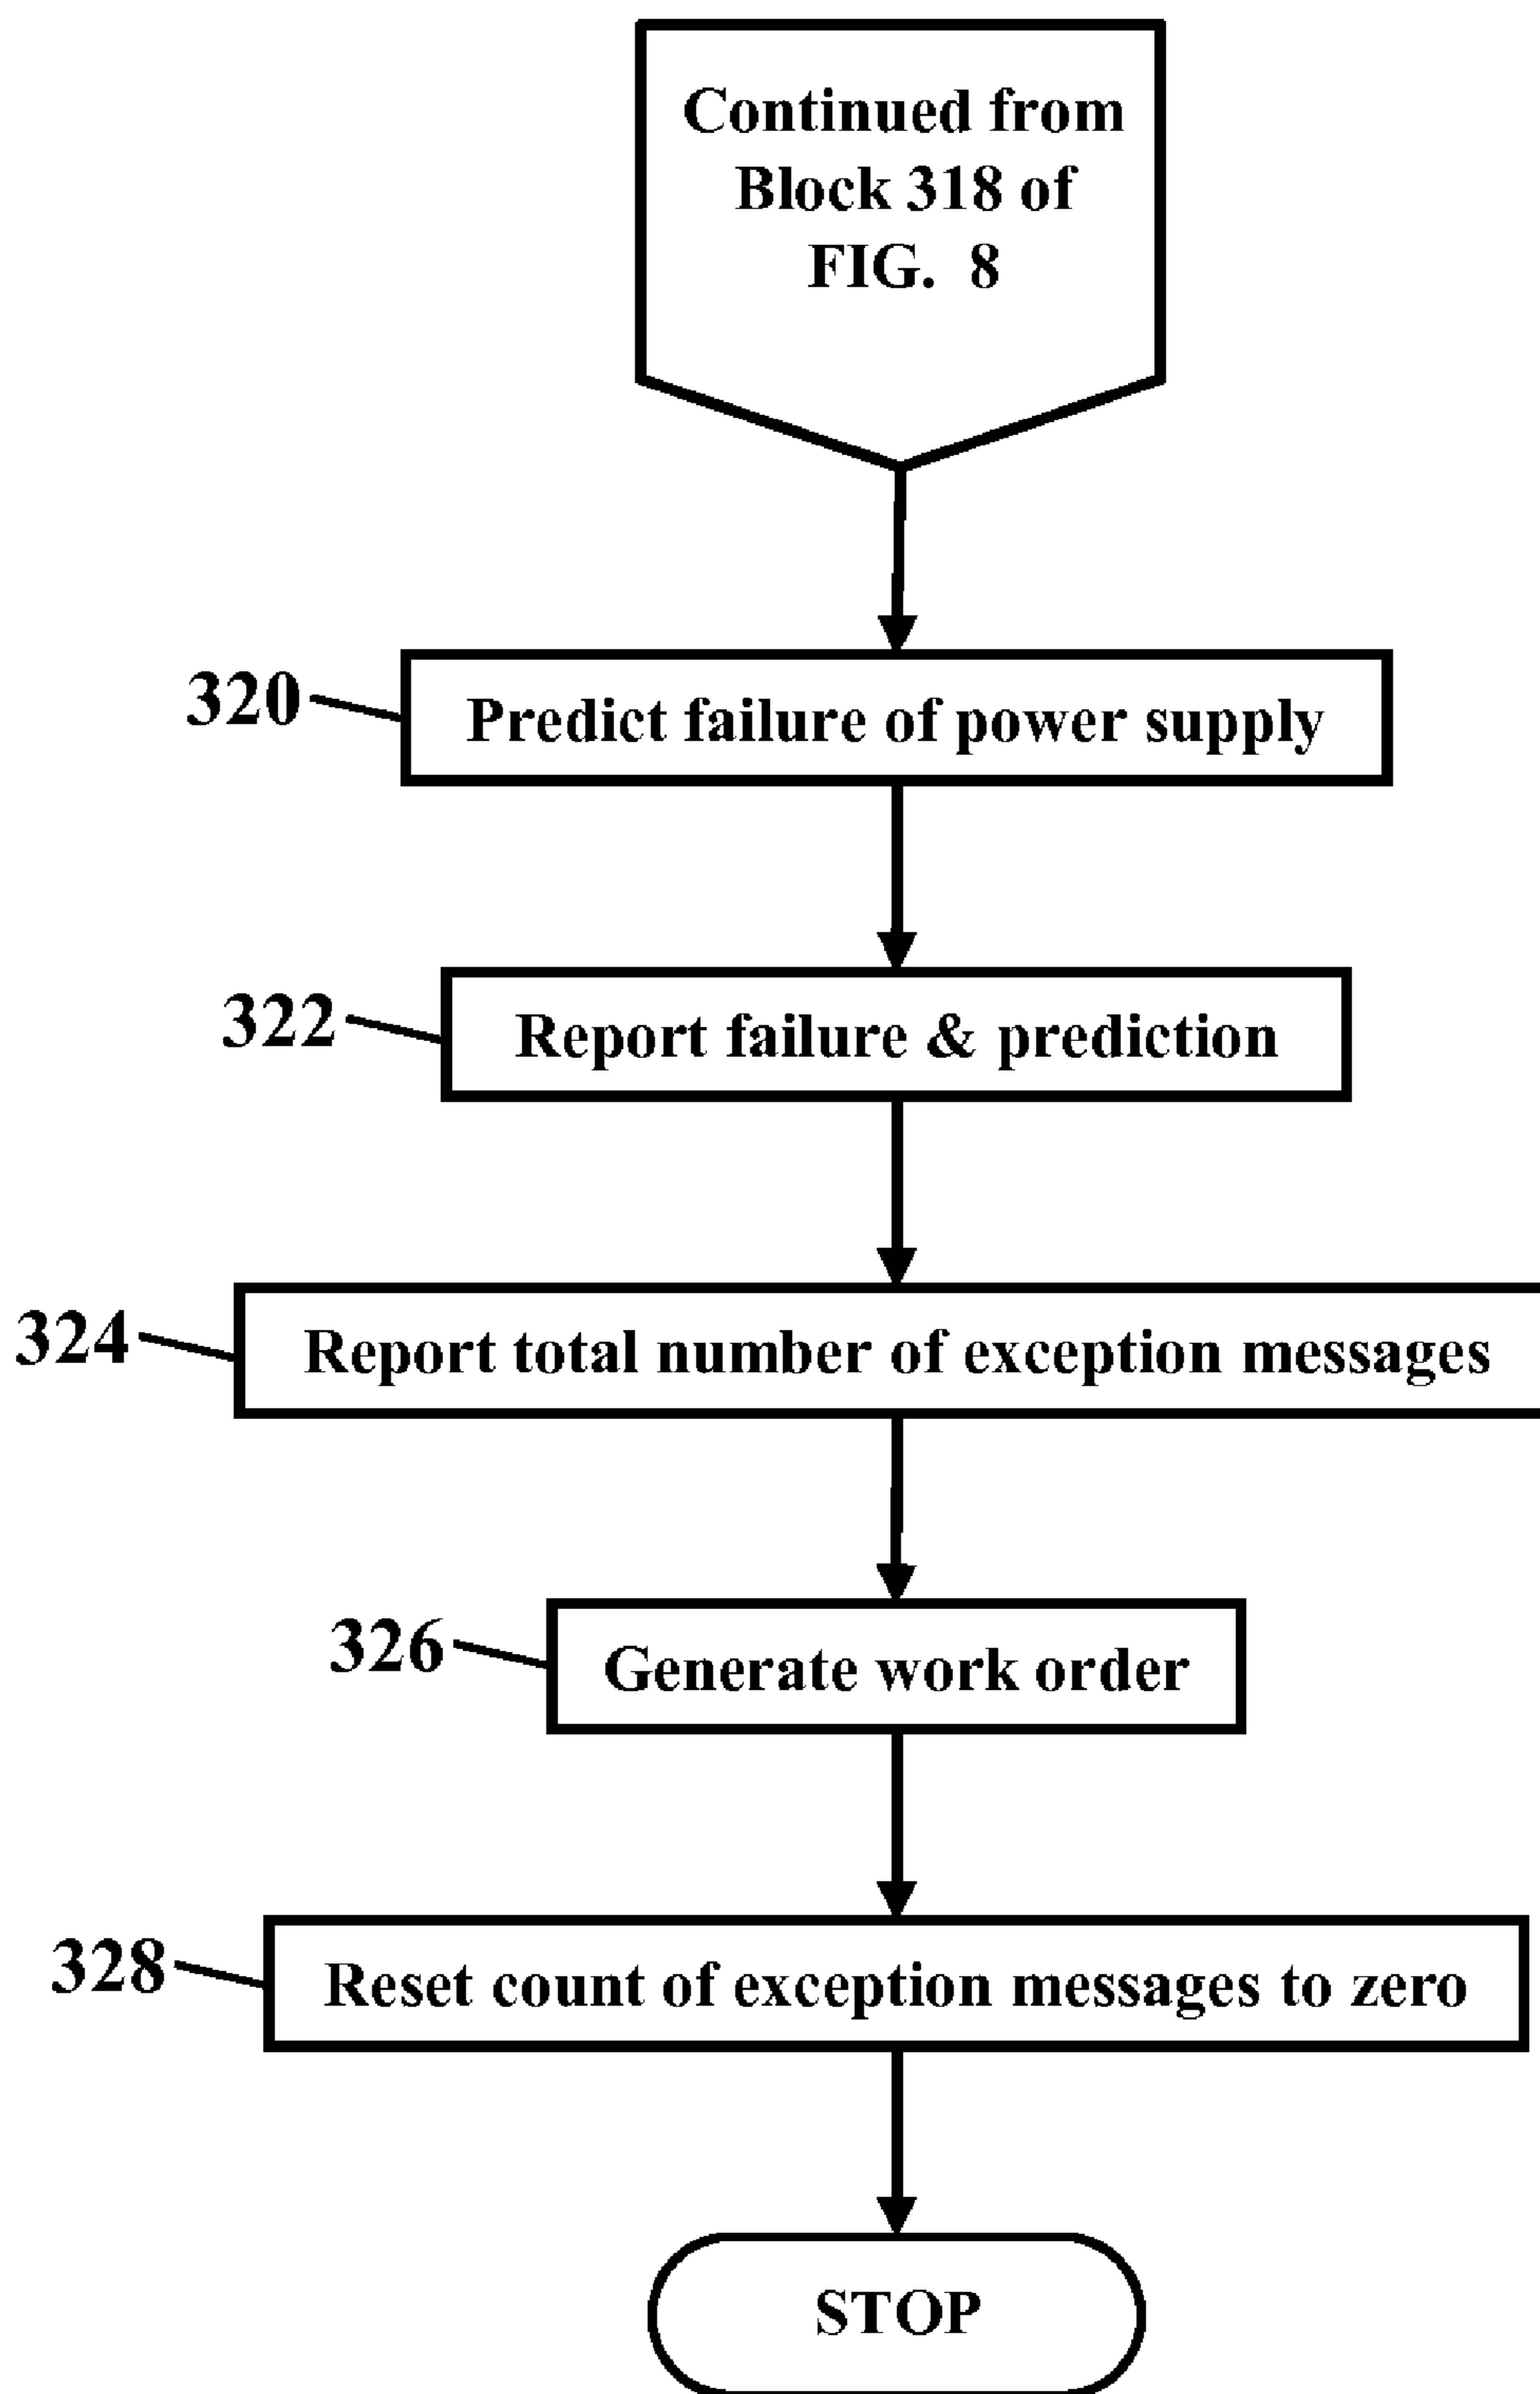 Continued from
Block 318 of
FIG. 8
320
Predict failure of power supply
322
Report failure & prediction
324
Report total number of exception messages
326
Generate work order
328
Reset count of exception messages to zero
STOP